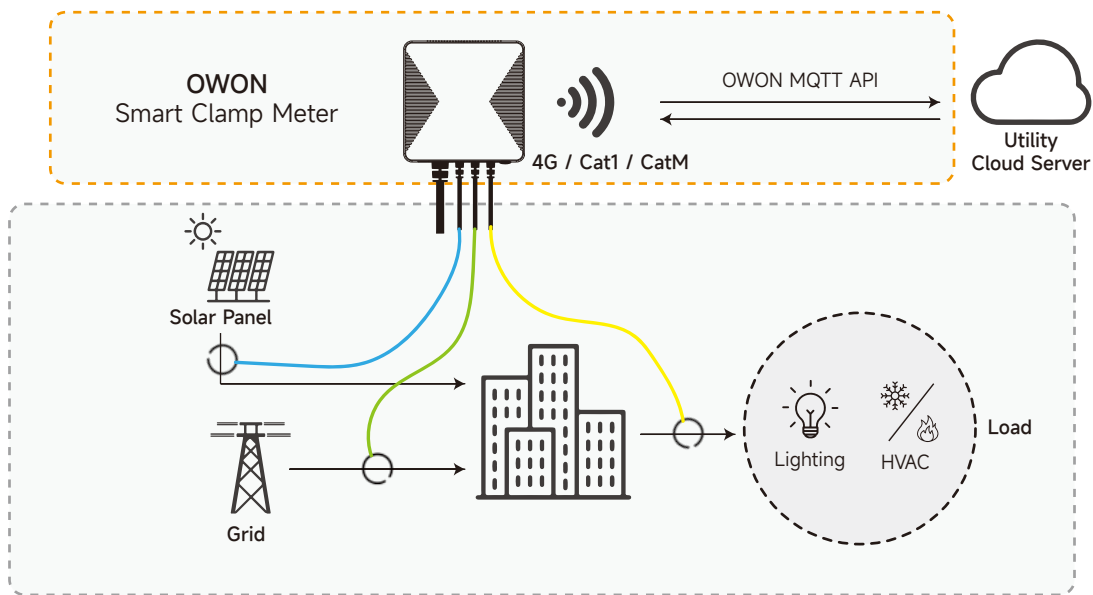 OWON
Smart Clamp Meter
4G / Cat1 / CatM
OWON MQTT API
Utility
Cloud Server
Solar Panel
Grid
Lighting
HVAC
Load